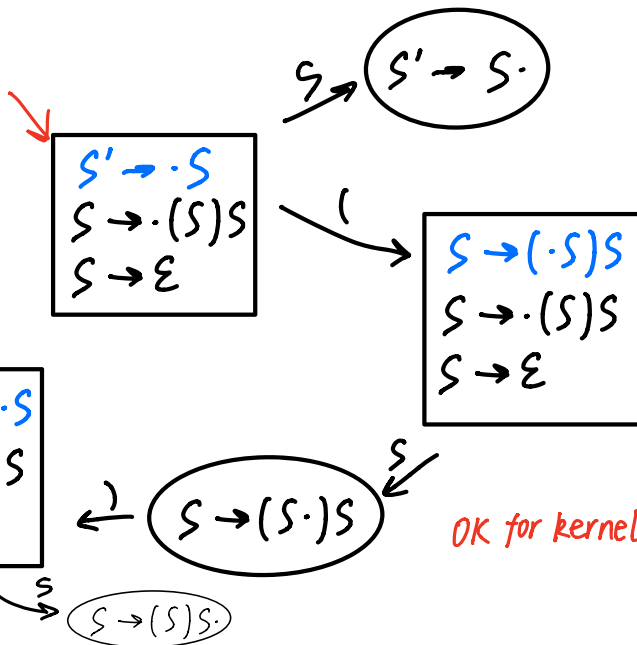 S
S' → S·
S' → ·S
S → ·(S)S
S → ε
(
S → (·S)S
S → ·(S)S
S → ε
·S
S
S
S → (S·)S
)
OK for kernel
S
S → (S)S·